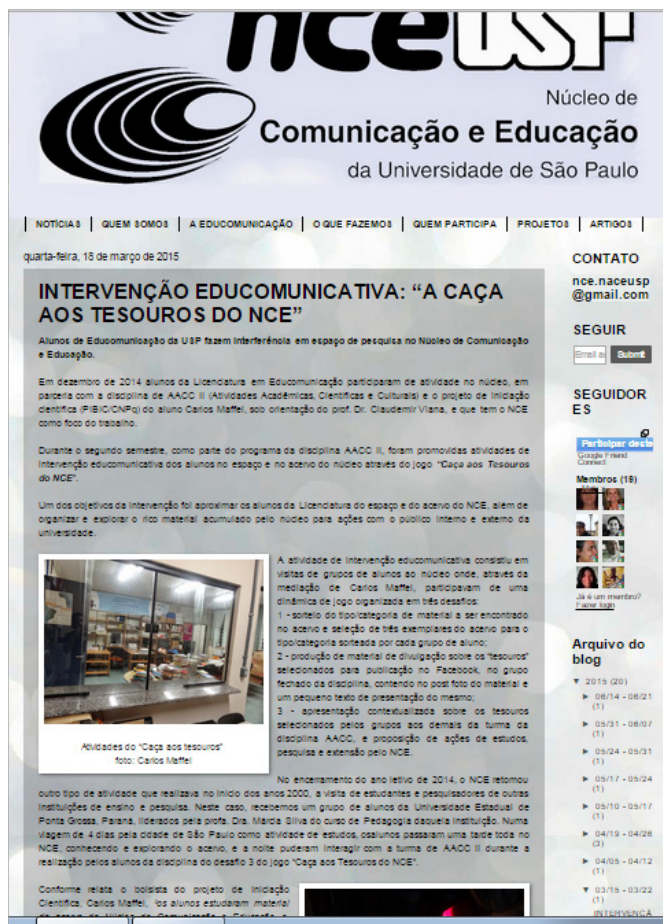 nceusp
Núcleo de
Comunicação e Educação
da Universidade de São Paulo
NOTÍCIAS
QUEM SOMOS
A EDUCOMUNICAÇÃO
O QUE FAZEMOS
QUEM PARTICIPA
PROJETOS
ARTIGOS
quarta-feira, 18 de março de 2015
INTERVENÇÃO EDUCOMUNICATIVA: “A CAÇA
AOS TESOUROS DO NCE”
Alunos de Educomunicação da USP fazem interferência em espaço de pesquisa no Núcleo de Comunicação
e Educação.
Em dezembro de 2014 alunos da Licenciatura em Educomunicação participaram de atividade no núcleo, em
parceria com a disciplina de AACC II (Atividades Acadêmicas, Científicas e Culturais) e o projeto de iniciação
científica (PIBIC/CNPq) do aluno Carlos Maffei, sob orientação do prof. Dr. Claudemir Viana, e que tem o NCE
como foco do trabalho.
Durante o segundo semestre, como parte do programa da disciplina AACC II, foram promovidas atividades de
intervenção educomunicativa dos alunos no espaço e no acervo do núcleo através do jogo “Caça aos Tesouros
do NCE”.
Um dos objetivos da intervenção foi aproximar os alunos da Licenciatura do espaço e do acervo do NCE, além de
organizar e explorar o rico material acumulado pelo núcleo para ações com o público interno e externo da
universidade.
A atividade de intervenção educomunicativa consistiu em
visitas de grupos de alunos ao núcleo onde, através da
mediação de Carlos Maffei, participavam de uma
dinâmica de jogo organizada em três desafios:
1 - sorteio do tipo/categoria de material a ser encontrado
no acervo e seleção de três exemplares do acervo para o
tipo/categoria sorteada por cada grupo de aluno;
2 - produção de material de divulgação sobre os “tesouros”
selecionados para publicação no Facebook, no grupo
fechado da disciplina, contendo no post foto do material e
um pequeno texto de presentação do mesmo;
3 - apresentação contextualizada sobre os tesouros
selecionados pelos grupos aos demais da turma da
disciplina AACC, e proposição de ações de estudos,
pesquisa e extensão pelo NCE.
Atividades do “Caça aos tesouros”
foto: Carlos Maffei
No encerramento do ano letivo de 2014, o NCE retomou
outro tipo de atividade que realizava no início dos anos 2000, a visita de estudantes e pesquisadores de outras
instituições de ensino e pesquisa. Neste caso, recebemos um grupo de alunos da Universidade Estadual de
Ponta Grossa, Paraná, liderados pela profa. Dra. Márcia Silva do curso de Pedagogia daquela instituição. Numa
viagem de 4 dias pela cidade de São Paulo como atividade de estudos, osalunos passaram uma tarde toda no
NCE, conhecendo e explorando o acervo, e a noite puderam interagir com a turma de AACC II durante a
realização pelos alunos da disciplina do desafio 3 do jogo “Caça aos Tesouros do NCE”.
Conforme relata o bolsista do projeto de Iniciação
Científica, Carlos Maffei, “os alunos estudaram material
CONTATO
nce.naceusp
@gmail.com
SEGUIR
Email a
Submit
SEGUIDOR
ES
Participar deste
Google Friend
Connect
Membros (19)
Já é um membro?
Fazer login
Arquivo do
blog
▼ 2015 (20)
► 06/14 - 06/21
(1)
► 05/31 - 06/07
(1)
► 05/24 - 05/31
(1)
► 05/17 - 05/24
(1)
► 05/10 - 05/17
(1)
► 04/19 - 04/26
(3)
► 04/05 - 04/12
(1)
▼ 03/15 - 03/22
(1)
INTERVENÇÃ